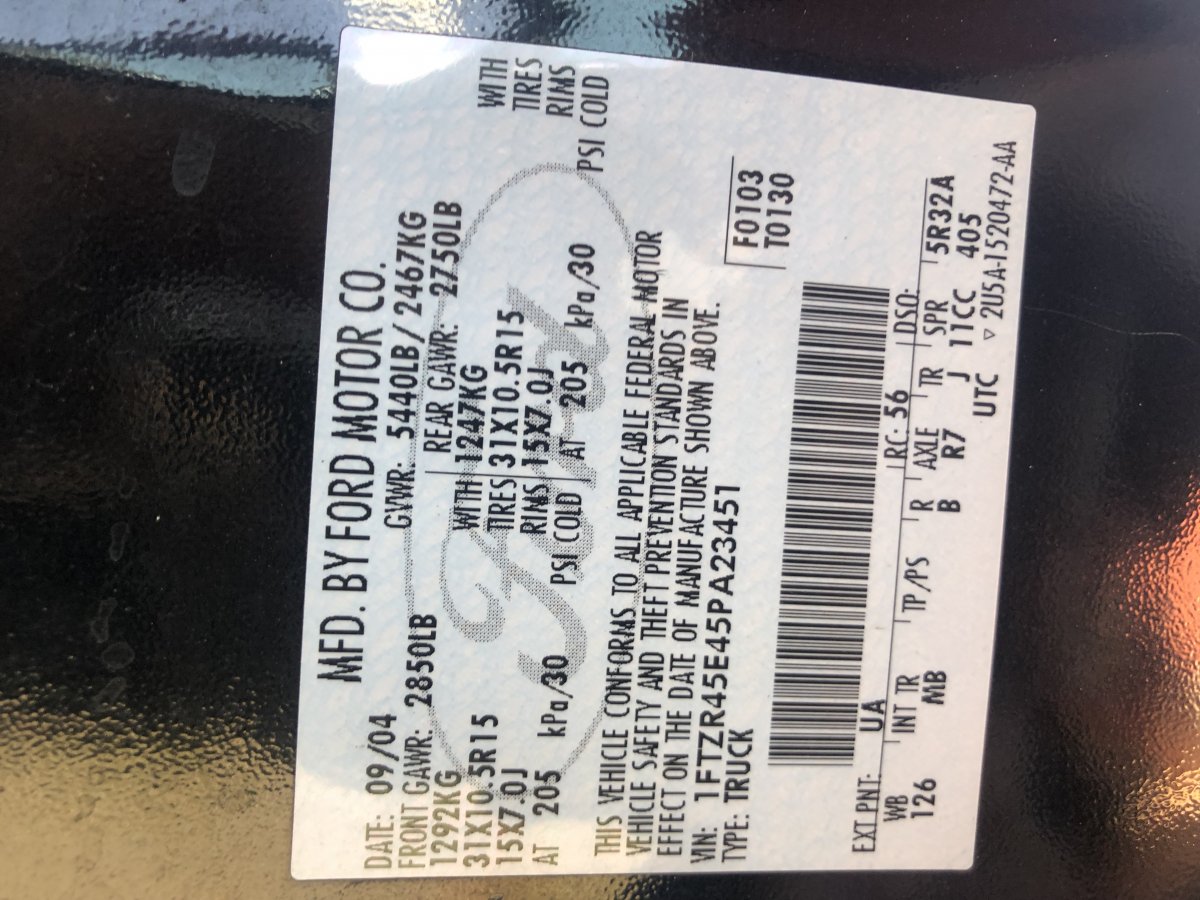 MFD. BY FORD MOTOR CO.
DATE: 09/04 GVWR: 5440LB / 2467KG
FRONT GAWR: 2850LB REAR GAWR: 2750LB
1292KG WITH 1247KG WITH
31X10.5R15 TIRES 31X10.5R15 TIRES
15X7.0J RIMS 15X7.0J RIMS
AT 205 kPa/30 PSI COLD AT 205 kPa/30 PSI COLD
Ford
THIS VEHICLE CONFORMS TO ALL APPLICABLE FEDERAL MOTOR
VEHICLE SAFETY AND THEFT PREVENTION STANDARDS IN
EFFECT ON THE DATE OF MANUFACTURE SHOWN ABOVE.
VIN: 1FTZR45E45PA23451 F0103
TYPE: TRUCK T0130
EXT PNT: UA RC: 56 DSO:
WB INT TR TP/PS R AXLE TR SPR 5R32A
126 MB B R7 J 11CC 405
UTC ▽ 2U5A-1520472-AA